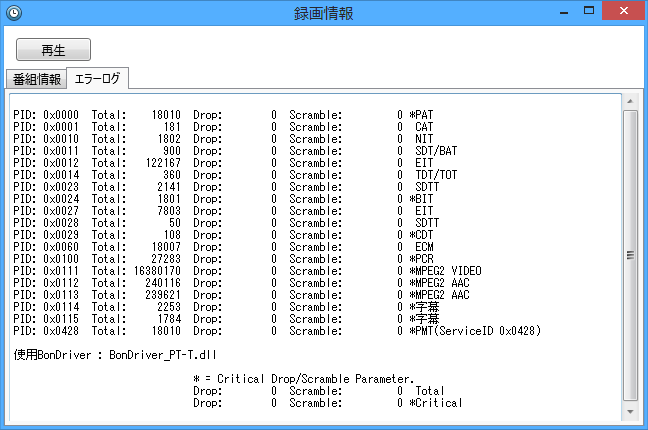 録画情報
再生
番組情報 エラーログ
PID: 0x0000  Total:    18010  Drop:        0  Scramble:        0 *PAT
PID: 0x0001  Total:      181  Drop:        0  Scramble:        0  CAT
PID: 0x0010  Total:     1802  Drop:        0  Scramble:        0  NIT
PID: 0x0011  Total:      900  Drop:        0  Scramble:        0  SDT/BAT
PID: 0x0012  Total:   122167  Drop:        0  Scramble:        0  EIT
PID: 0x0014  Total:      360  Drop:        0  Scramble:        0  TDT/TOT
PID: 0x0023  Total:     2141  Drop:        0  Scramble:        0  SDTT
PID: 0x0024  Total:     1801  Drop:        0  Scramble:        0 *BIT
PID: 0x0027  Total:     7803  Drop:        0  Scramble:        0  EIT
PID: 0x0028  Total:       50  Drop:        0  Scramble:        0  SDTT
PID: 0x0029  Total:      108  Drop:        0  Scramble:        0 *CDT
PID: 0x0060  Total:    18007  Drop:        0  Scramble:        0  ECM
PID: 0x0100  Total:    27283  Drop:        0  Scramble:        0 *PCR
PID: 0x0111  Total: 16380170  Drop:        0  Scramble:        0 *MPEG2 VIDEO
PID: 0x0112  Total:   240116  Drop:        0  Scramble:        0 *MPEG2 AAC
PID: 0x0113  Total:   239621  Drop:        0  Scramble:        0 *MPEG2 AAC
PID: 0x0114  Total:     2253  Drop:        0  Scramble:        0 *字幕
PID: 0x0115  Total:     1784  Drop:        0  Scramble:        0 *字幕
PID: 0x0428  Total:    18010  Drop:        0  Scramble:        0 *PMT(ServiceID 0x0428)
使用BonDriver : BonDriver_PT-T.dll
* = Critical Drop/Scramble Parameter.
Drop:        0  Scramble:        0  Total
Drop:        0  Scramble:        0 *Critical